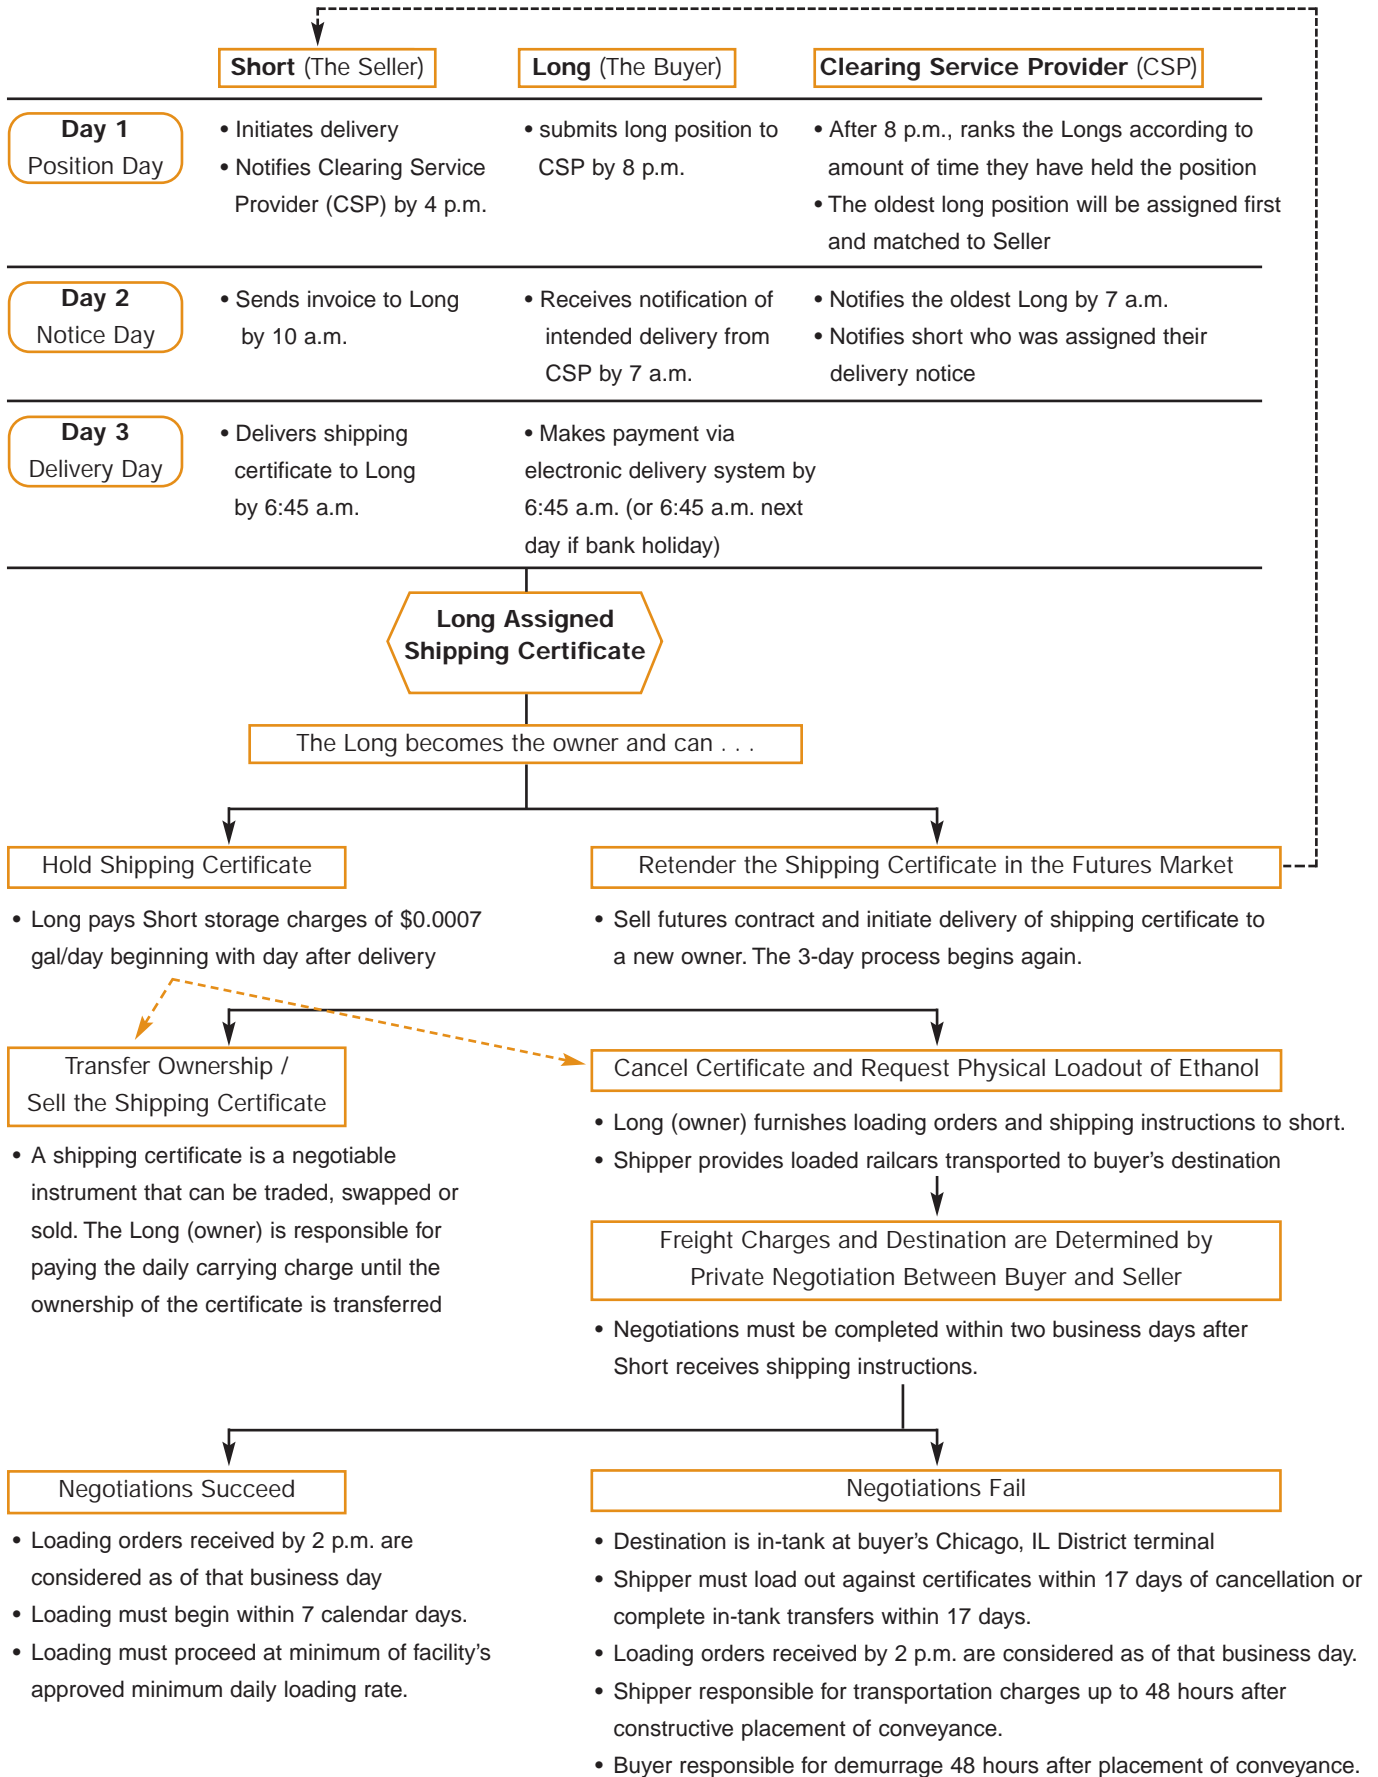 Short (The Seller)
Long (The Buyer)
Clearing Service Provider (CSP)
Day 1
Position Day
• Initiates delivery
• Notifies Clearing Service
Provider (CSP) by 4 p.m.
• submits long position to
CSP by 8 p.m.
• After 8 p.m., ranks the Longs according to
amount of time they have held the position
• The oldest long position will be assigned first
and matched to Seller
Day 2
Notice Day
• Sends invoice to Long
by 10 a.m.
• Receives notification of
intended delivery from
CSP by 7 a.m.
• Notifies the oldest Long by 7 a.m.
• Notifies short who was assigned their
delivery notice
Day 3
Delivery Day
• Delivers shipping
certificate to Long
by 6:45 a.m.
• Makes payment via
electronic delivery system by
6:45 a.m. (or 6:45 a.m. next
day if bank holiday)
Long Assigned
Shipping Certificate
The Long becomes the owner and can . . .
Hold Shipping Certificate
• Long pays Short storage charges of $0.0007
gal/day beginning with day after delivery
Retender the Shipping Certificate in the Futures Market
• Sell futures contract and initiate delivery of shipping certificate to
a new owner. The 3-day process begins again.
Transfer Ownership /
Sell the Shipping Certificate
• A shipping certificate is a negotiable
instrument that can be traded, swapped or
sold. The Long (owner) is responsible for
paying the daily carrying charge until the
ownership of the certificate is transferred
Cancel Certificate and Request Physical Loadout of Ethanol
• Long (owner) furnishes loading orders and shipping instructions to short.
• Shipper provides loaded railcars transported to buyer's destination
Freight Charges and Destination are Determined by
Private Negotiation Between Buyer and Seller
• Negotiations must be completed within two business days after
Short receives shipping instructions.
Negotiations Succeed
• Loading orders received by 2 p.m. are
considered as of that business day
• Loading must begin within 7 calendar days.
• Loading must proceed at minimum of facility's
approved minimum daily loading rate.
Negotiations Fail
• Destination is in-tank at buyer's Chicago, IL District terminal
• Shipper must load out against certificates within 17 days of cancellation or
complete in-tank transfers within 17 days.
• Loading orders received by 2 p.m. are considered as of that business day.
• Shipper responsible for transportation charges up to 48 hours after
constructive placement of conveyance.
• Buyer responsible for demurrage 48 hours after placement of conveyance.